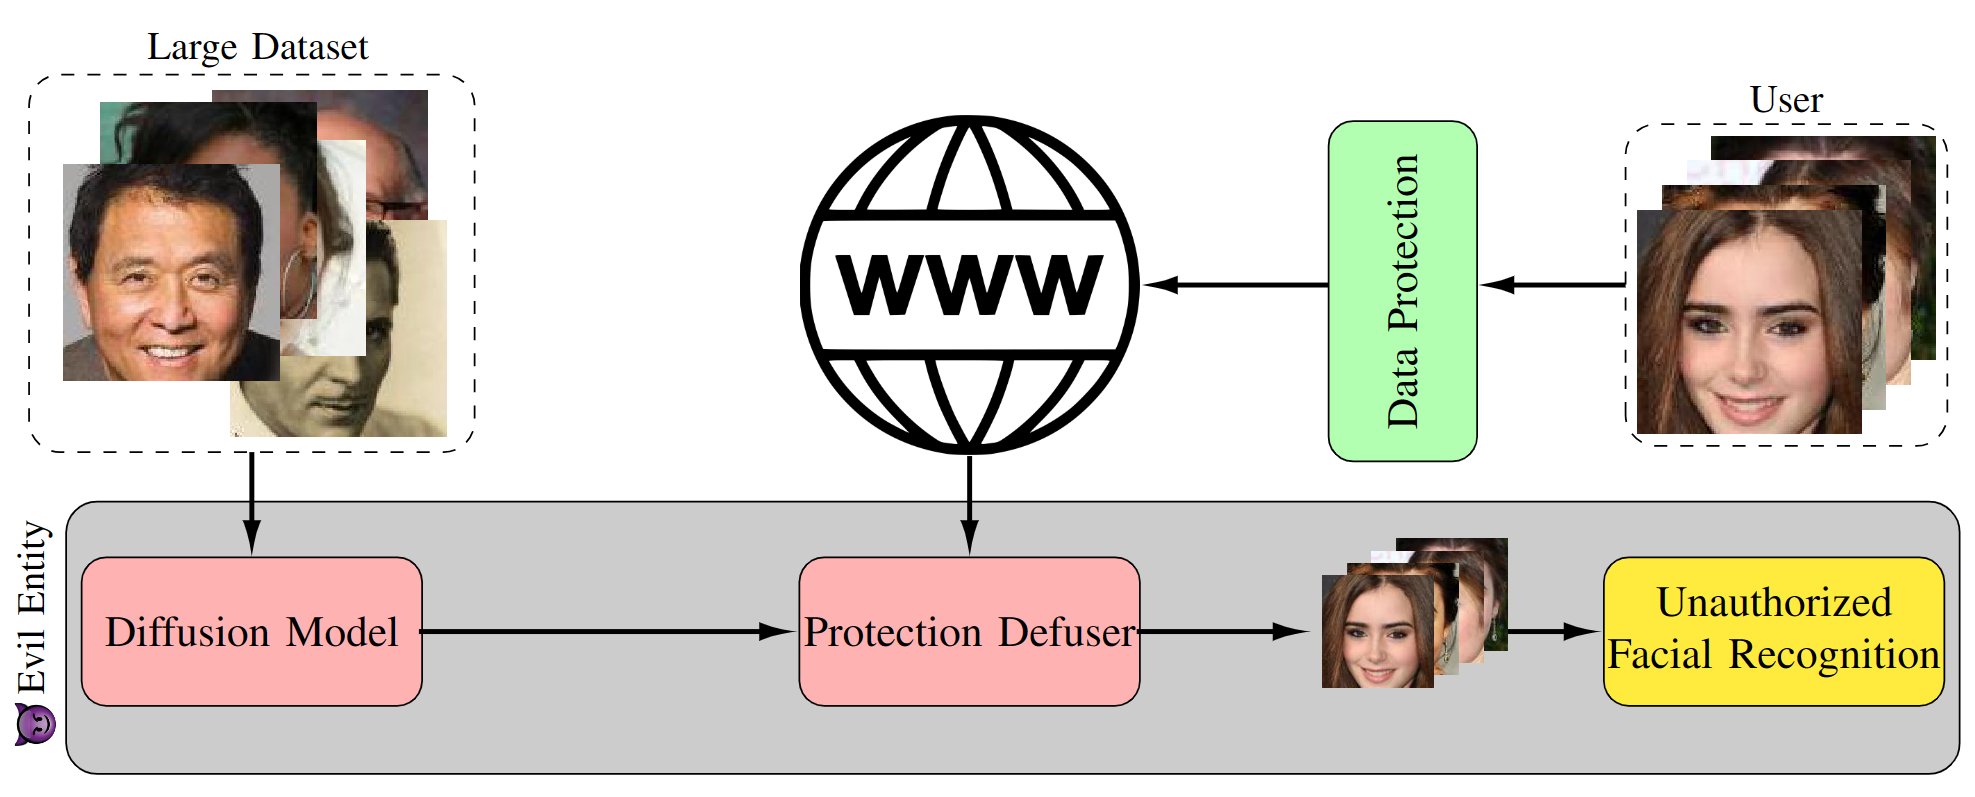 Large Dataset
User
WWW
Data Protection
Evil Entity
Diffusion Model
Protection Defuser
Unauthorized
Facial Recognition